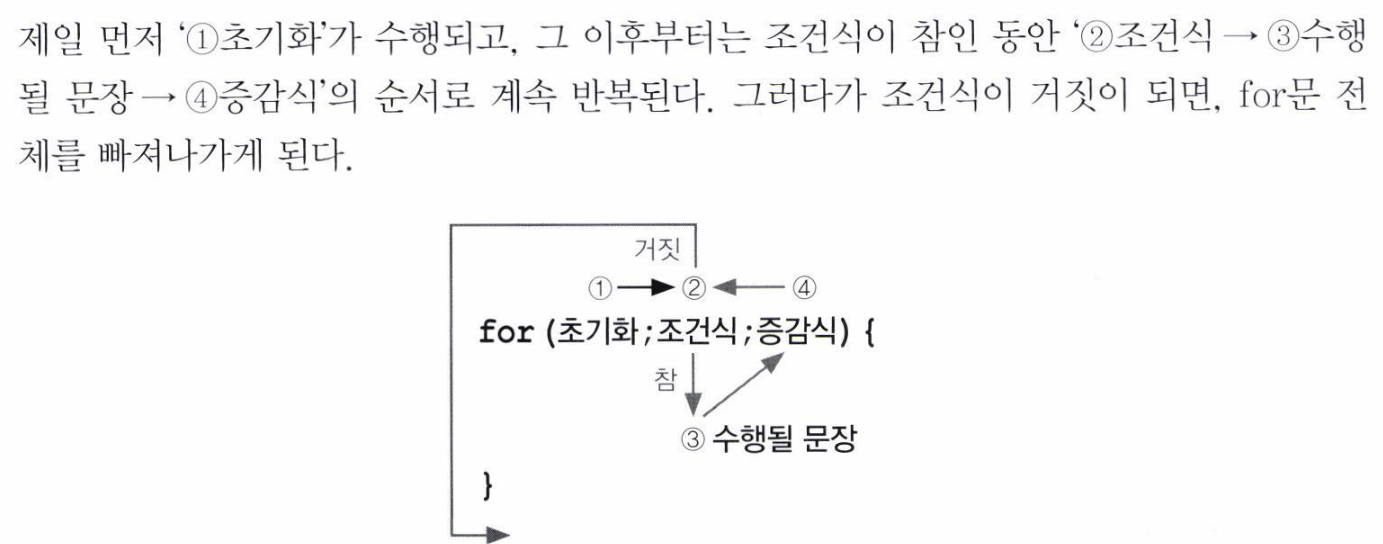 제일 먼저 ‘①초기화’가 수행되고, 그 이후부터는 조건식이 참인 동안 ‘②조건식 → ③수행
될 문장 → ④증감식’의 순서로 계속 반복된다. 그러다가 조건식이 거짓이 되면, for문 전
체를 빠져나가게 된다.
거짓
① ② ④
for (초기화;조건식;증감식) {
참
③ 수행될 문장
}